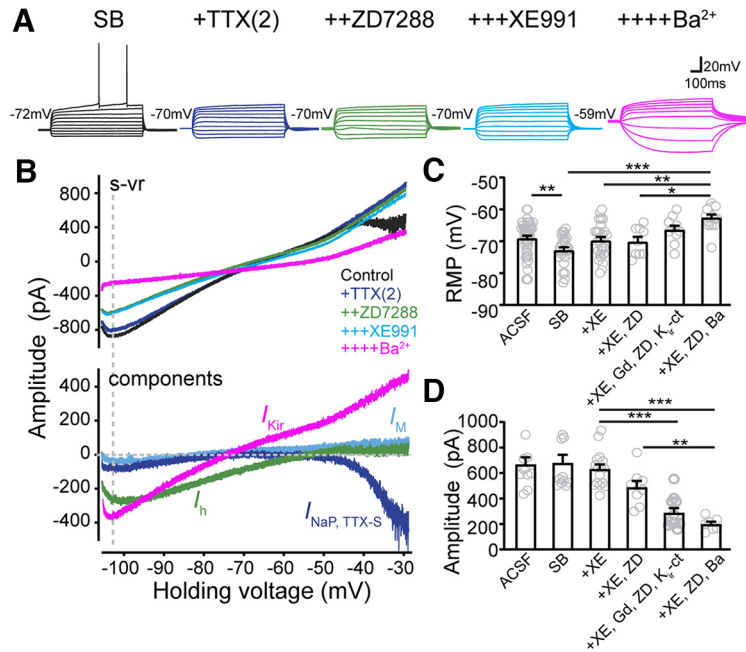 A
SB +TTX(2) ++ZD7288 +++XE991 ++++Ba²⁺
20mV
100ms
-72mV -70mV -70mV -70mV -59mV
B
s-vr
800
400
0
-400
-800
Control
+TTX(2)
++ZD7288
+++XE991
++++Ba²⁺
Amplitude (pA)
components
400
200
0
-200
-400
I Kir
I M
I h
I NaP, TTX-S
-100 -90 -80 -70 -60 -50 -40 -30
Holding voltage (mV)
C
*** 
**
**
*
-50
-60
-70
-80
-90
RMP (mV)
ACSF
SB
+XE
+XE, ZD
+XE, Gd, ZD, Kir-ct
+XE, ZD, Ba
D
***
***
**
1000
800
600
400
200
0
Amplitude (pA)
ACSF
SB
+XE
+XE, ZD
+XE, Gd, ZD, Kir-ct
+XE, ZD, Ba